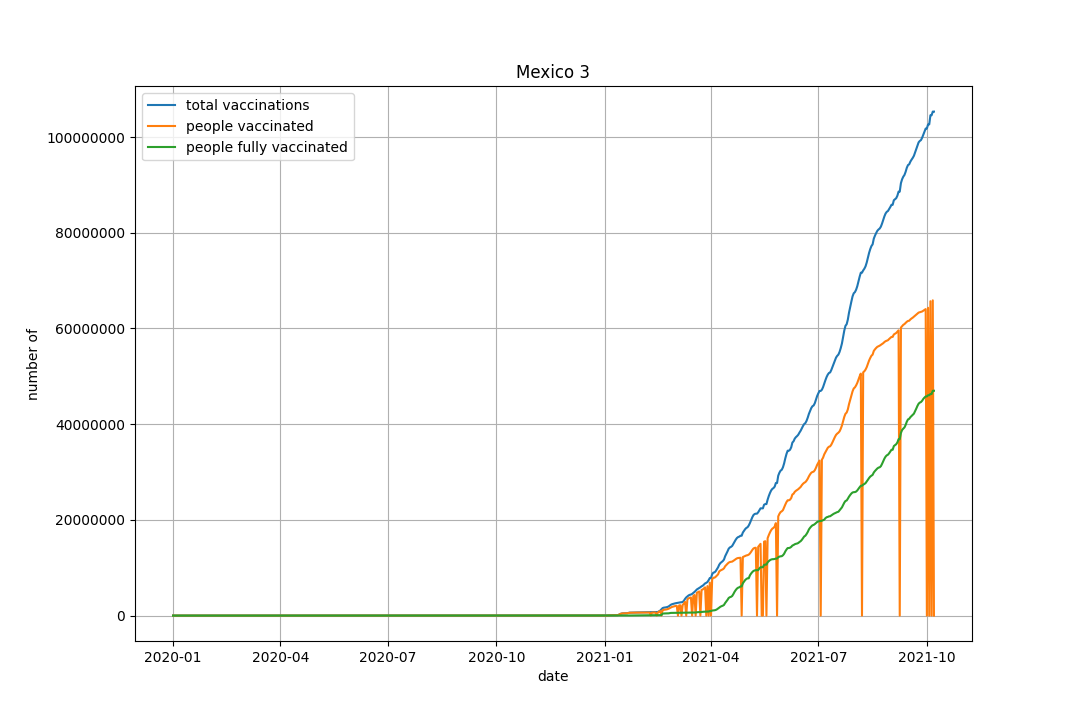 Mexico 3
total vaccinations
people vaccinated
people fully vaccinated
number of
100000000
80000000
60000000
40000000
20000000
0
2020-01 2020-04 2020-07 2020-10 2021-01 2021-04 2021-07 2021-10
date